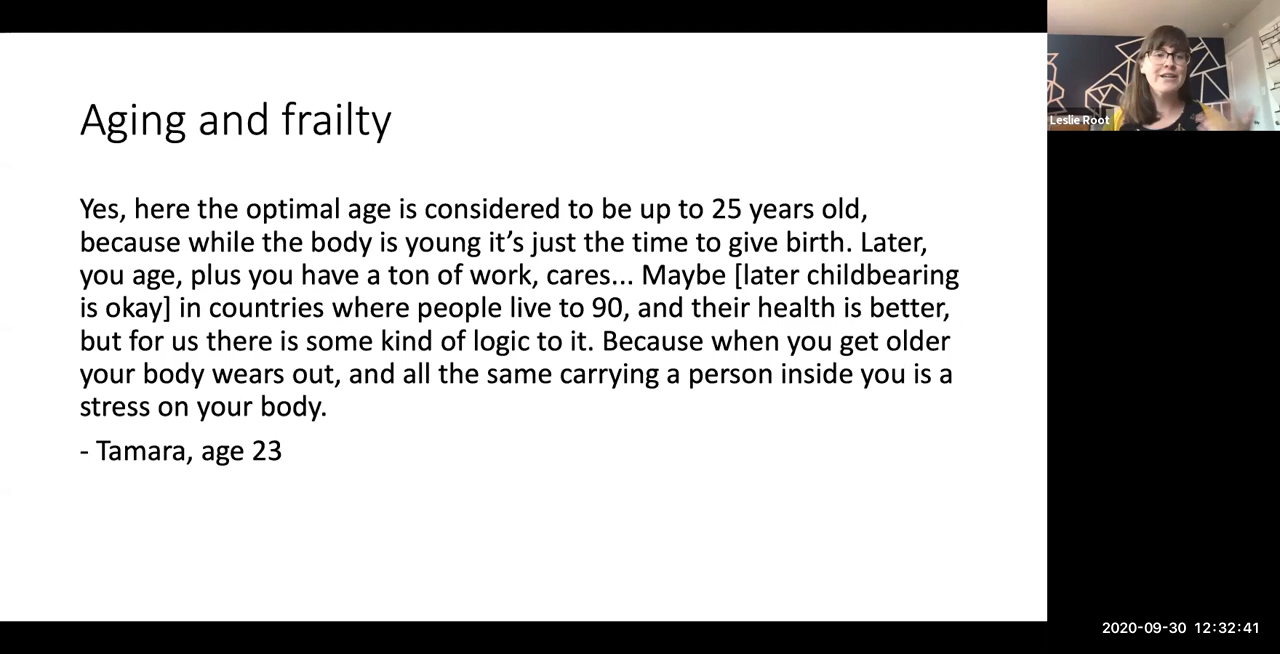 Aging and frailty
Yes, here the optimal age is considered to be up to 25 years old,
because while the body is young it's just the time to give birth. Later,
you age, plus you have a ton of work, cares... Maybe [later childbearing
is okay] in countries where people live to 90, and their health is better,
but for us there is some kind of logic to it. Because when you get older
your body wears out, and all the same carrying a person inside you is a
stress on your body.
- Tamara, age 23
Leslie Root
2020-09-30 12:32:41